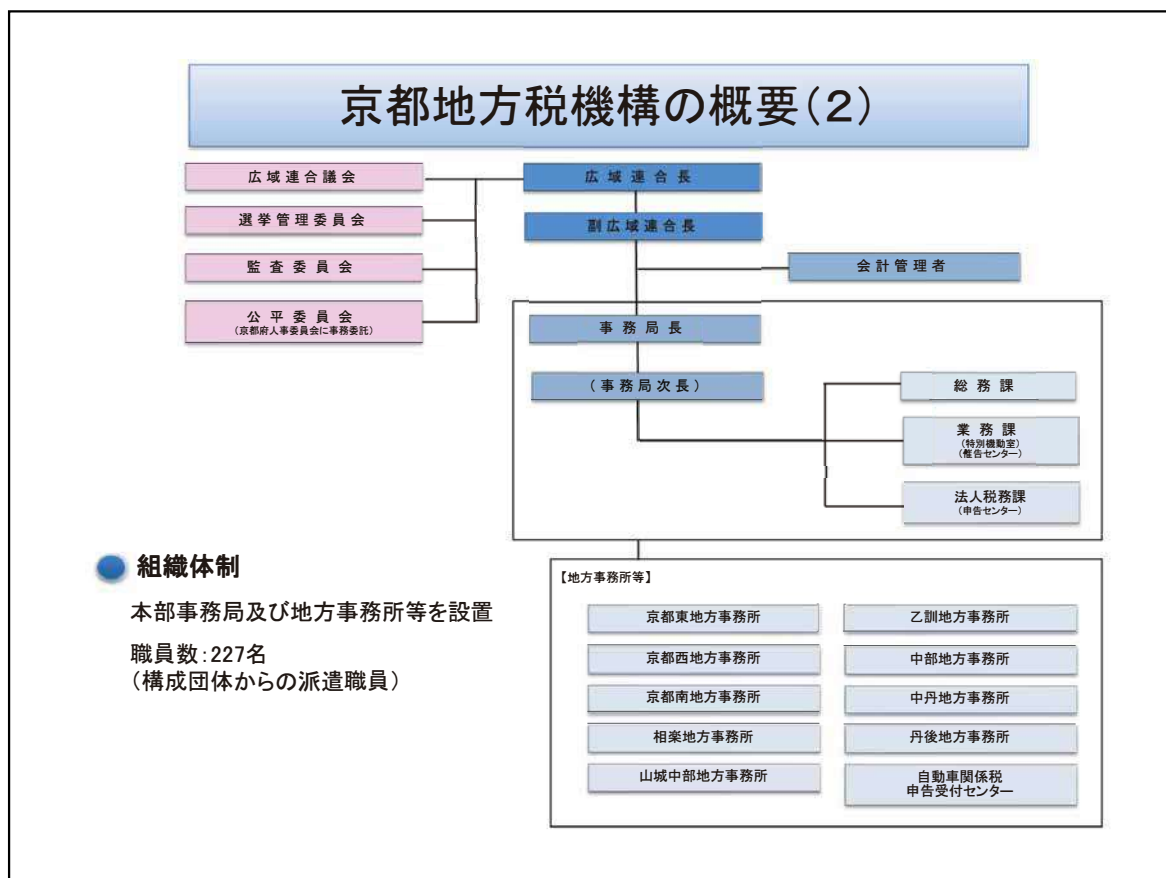 京都地方税機構の概要(2)
広域連合議会
選挙管理委員会
監査委員会
公平委員会
(京都府人事委員会に事務委託)
広域連合長
副広域連合長
会計管理者
事務局長
(事務局次長)
総務課
業務課
(特別機動室)
(催告センター)
法人税務課
(申告センター)
組織体制
本部事務局及び地方事務所等を設置
職員数:227名
(構成団体からの派遣職員)
【地方事務所等】
京都東地方事務所
京都西地方事務所
京都南地方事務所
相楽地方事務所
山城中部地方事務所
乙訓地方事務所
中部地方事務所
中丹地方事務所
丹後地方事務所
自動車関係税
申告受付センター